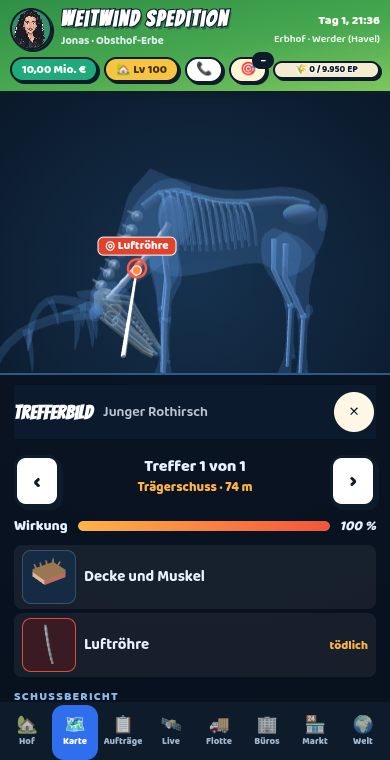 WEITWIND SPEDITION
Jonas · Obsthof-Erbe
Tag 1, 21:36
Erbhof · Werder (Havel)
10,00 Mio. €
Lv 100
–
0 / 9.950 EP
Luftröhre
TREFFERBILD
Junger Rothirsch
×
‹
Treffer 1 von 1
Trägerschuss · 74 m
›
Wirkung
100 %
Decke und Muskel
Luftröhre
tödlich
SCHUSSBERICHT
Hof
Karte
Aufträge
Live
Flotte
Büros
Markt
Welt